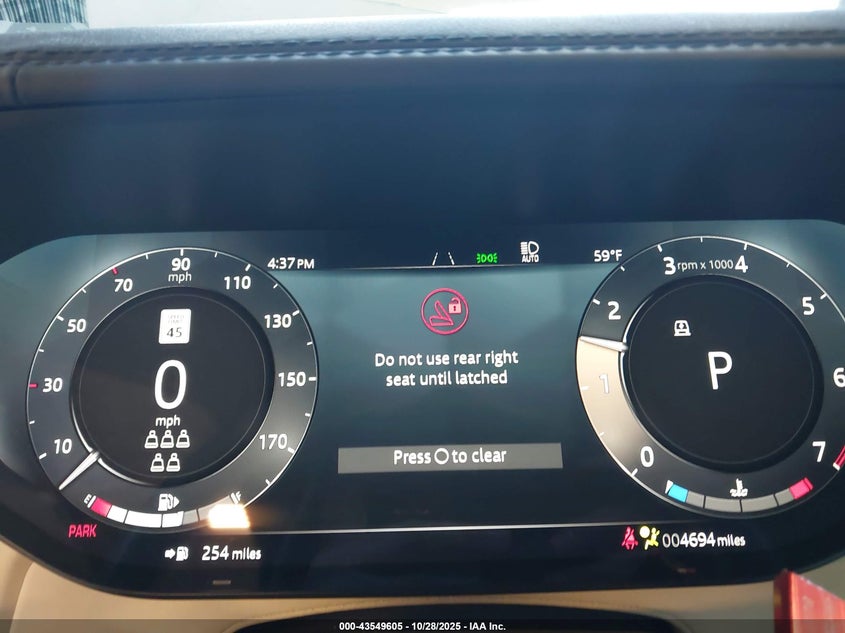 4:37 PM
AUTO
59°F
90
mph
70
110
50
130
30
150
10
170
SPEED
LIMIT
45
0
mph
E
F
PARK
254 miles
Do not use rear right
seat until latched
Press O to clear
3 rpm x 1000 4
2
5
1
6
0
7
P
004694 miles
000-43549605 - 10/28/2025 - IAA Inc.